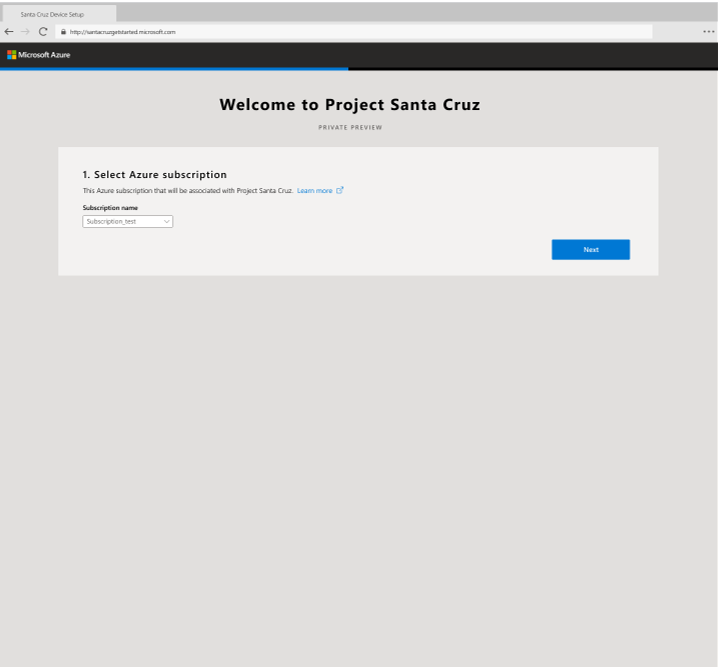 Santa Cruz Device Setup
http://santacruzgetstarted.microsoft.com
Microsoft Azure
Welcome to Project Santa Cruz
PRIVATE PREVIEW
1. Select Azure subscription
This Azure subscription that will be associated with Project Santa Cruz. Learn more
Subscription name
Subscription_test
Next